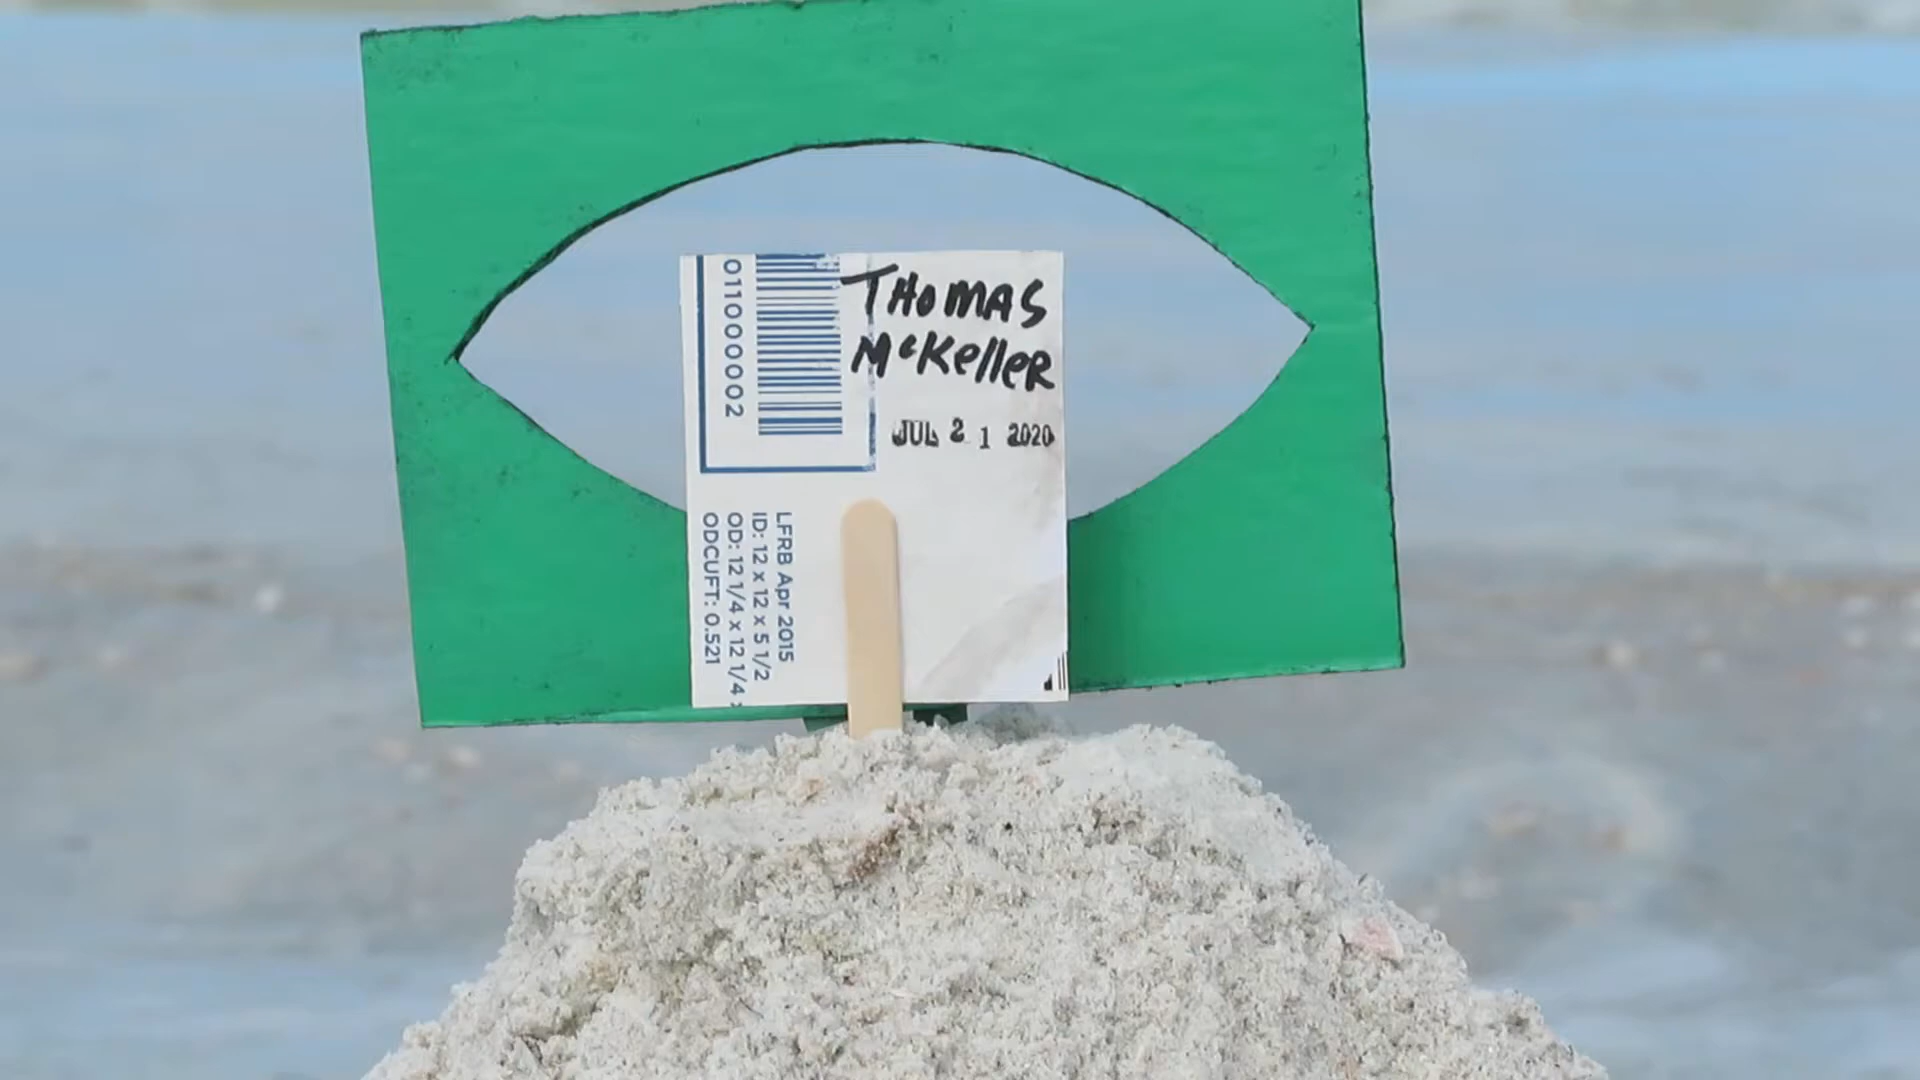 THOMAS
McKelleR
JUL 2 1 2020
01100002
LFRB Apr 2015
ID: 12 x 12 x 5 1/2
OD: 12 1/4 x 12 1/4 x
ODCUFT: 0.521